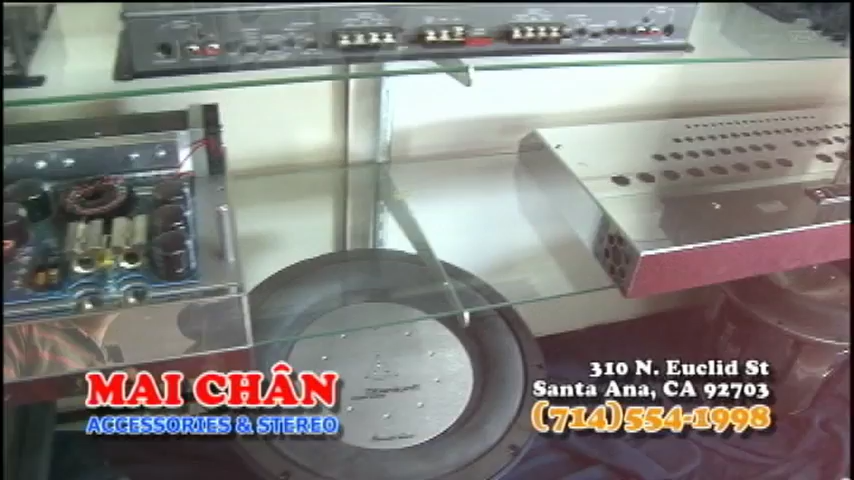 MAI CHÂN
ACCESSORIES & STEREO
310 N. Euclid St
Santa Ana, CA 92703
(714)554-1998